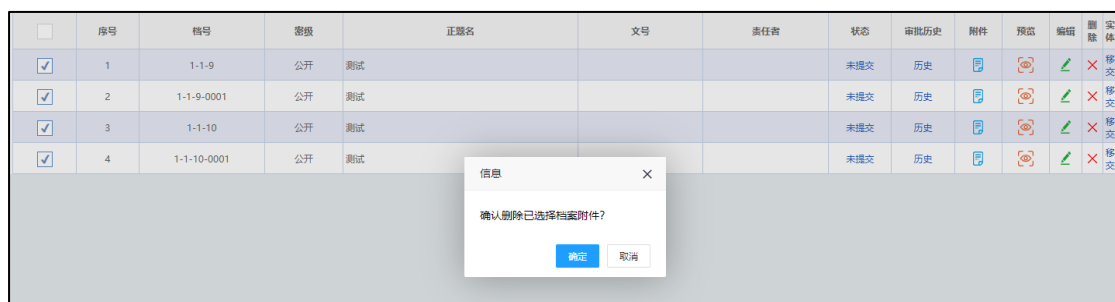 序号 档号 密级 正题名 文号 责任者 状态 审批历史 附件 预览 编辑 删除 实体
1 1-1-9 公开 测试 未提交 历史 移交
2 1-1-9-0001 公开 测试 未提交 历史 移交
3 1-1-10 公开 测试 未提交 历史 移交
4 1-1-10-0001 公开 测试 未提交 历史 移交
信息
确认删除已选择档案附件？
确定 取消